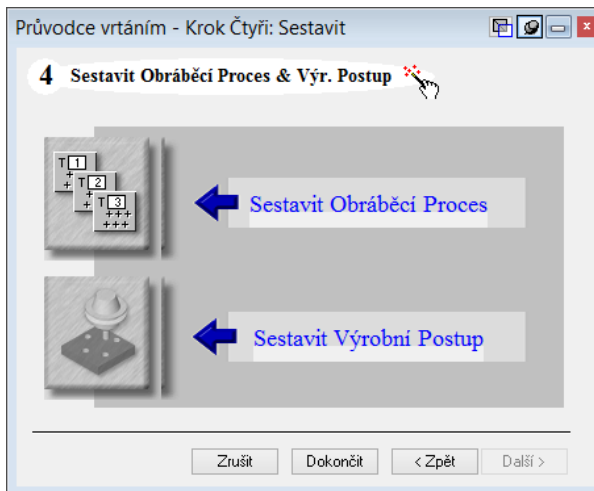 Průvodce vrtáním - Krok Čtyři: Sestavit
4 Sestavit Obráběcí Proces & Výr. Postup
T 1
+
+ T 2
+
+ T 3
+++
+++
Sestavit Obráběcí Proces
Sestavit Výrobní Postup
Zrušit Dokončit < Zpět Další >